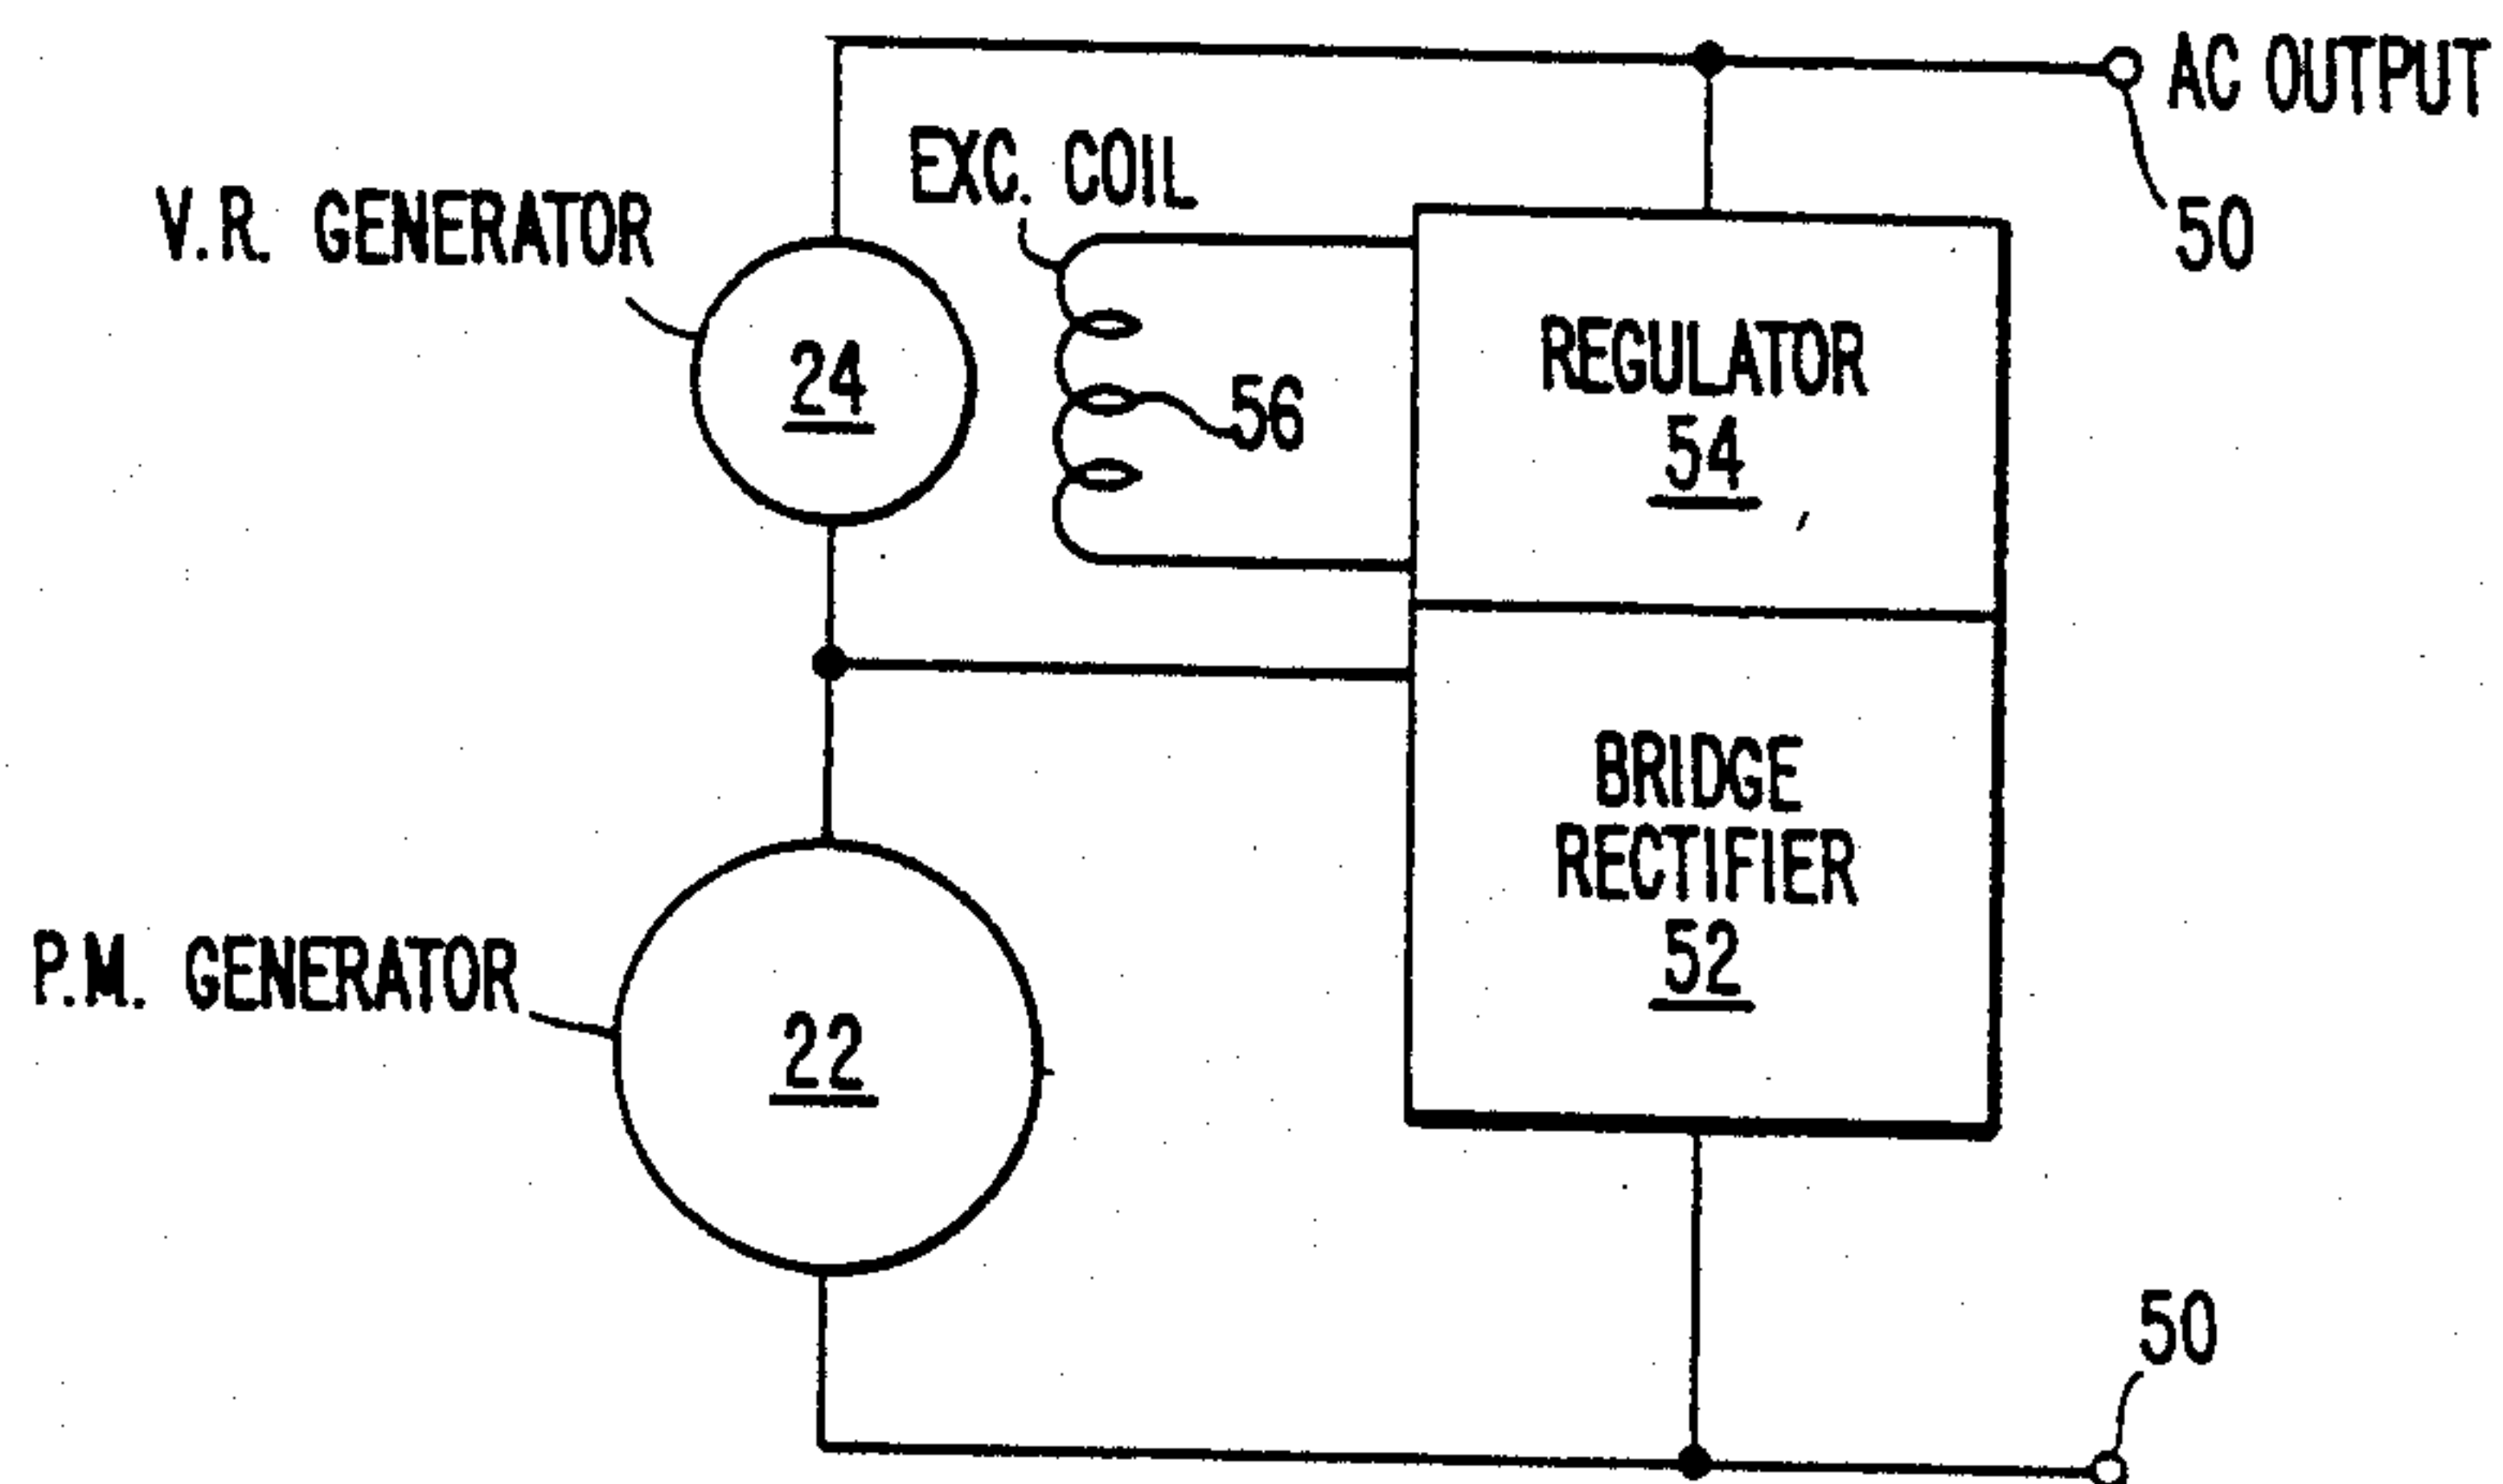 AC OUTPUT
50
EXC. COIL
V.R. GENERATOR
24
56
REGULATOR
54
BRIDGE
RECTIFIER
52
P.M. GENERATOR
22
50